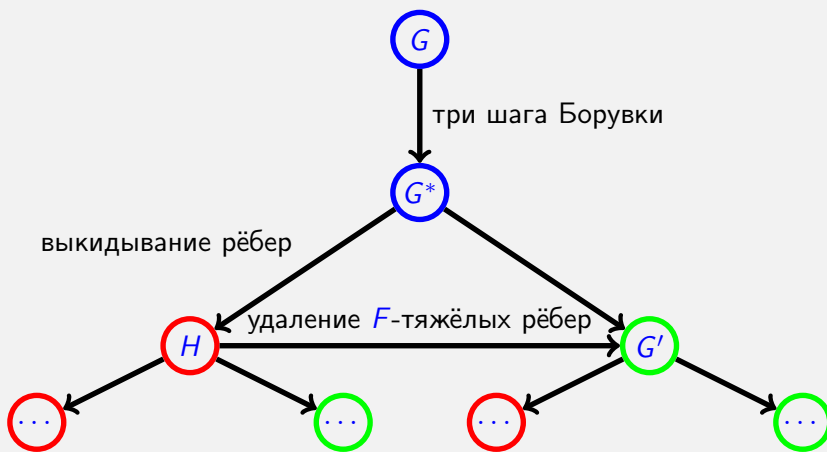 G
три шага Борувки
G*
выкидывание рёбер
удаление F-тяжёлых рёбер
H
G′
... ... ... ...